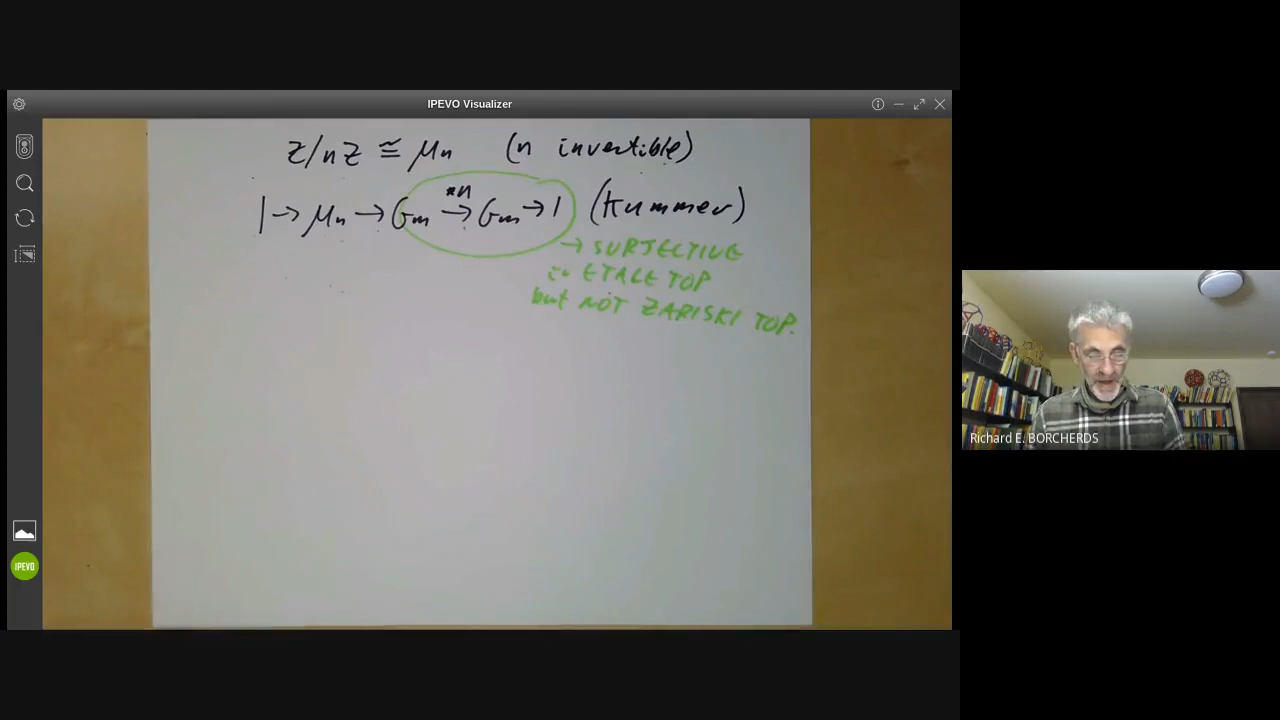 IPEVO Visualizer
Z/nZ ≅ μn (n invertible)
*n
1 → μn → Gm → Gm → 1 (Kummer)
→ SURJECTIVE
in ETALE TOP
but NOT ZARISKI TOP.
Richard E. BORCHERDS
IPEVO